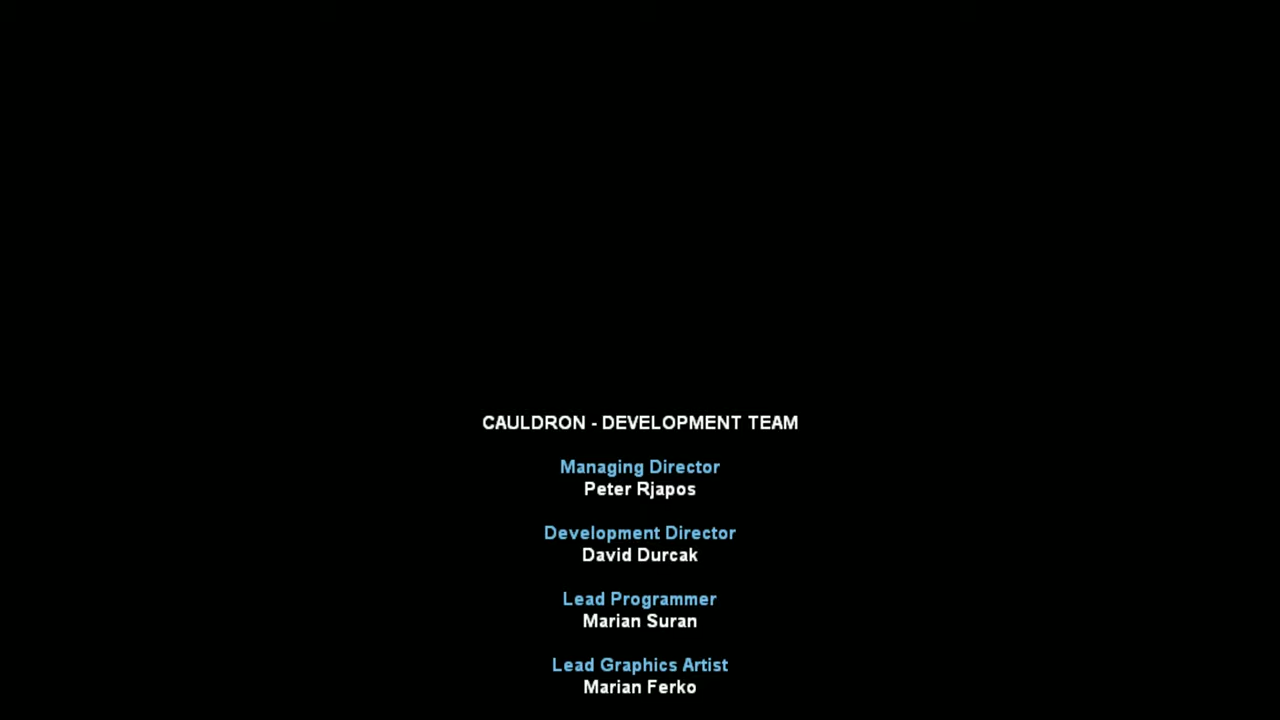 CAULDRON - DEVELOPMENT TEAM
Managing Director
Peter Rjapos
Development Director
David Durcak
Lead Programmer
Marian Suran
Lead Graphics Artist
Marian Ferko